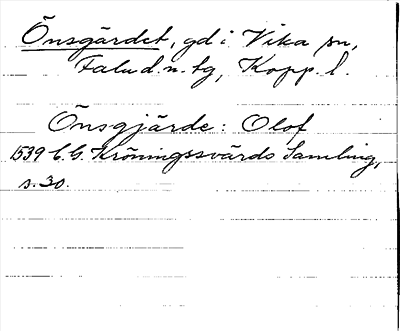 Önsgärdet, gd i Vika sn,
Falu d.n. tg, Kopp. l.
Önsgjärde: Olof
1539 C.G. Kröningssvärds Samling,
s. 30.